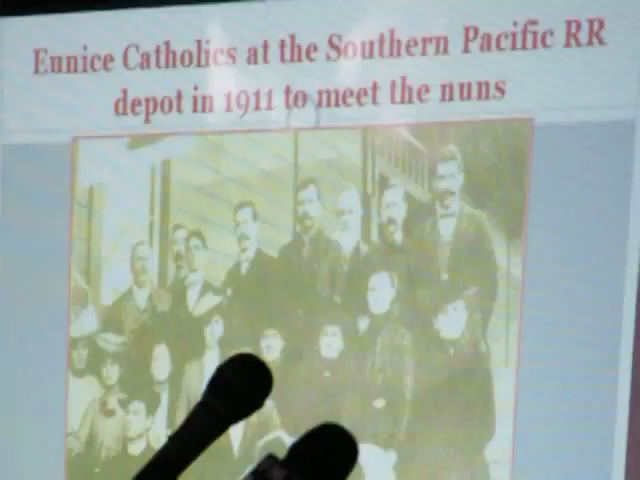 Eunice Catholics at the Southern Pacific RR
depot in 1911 to meet the nuns